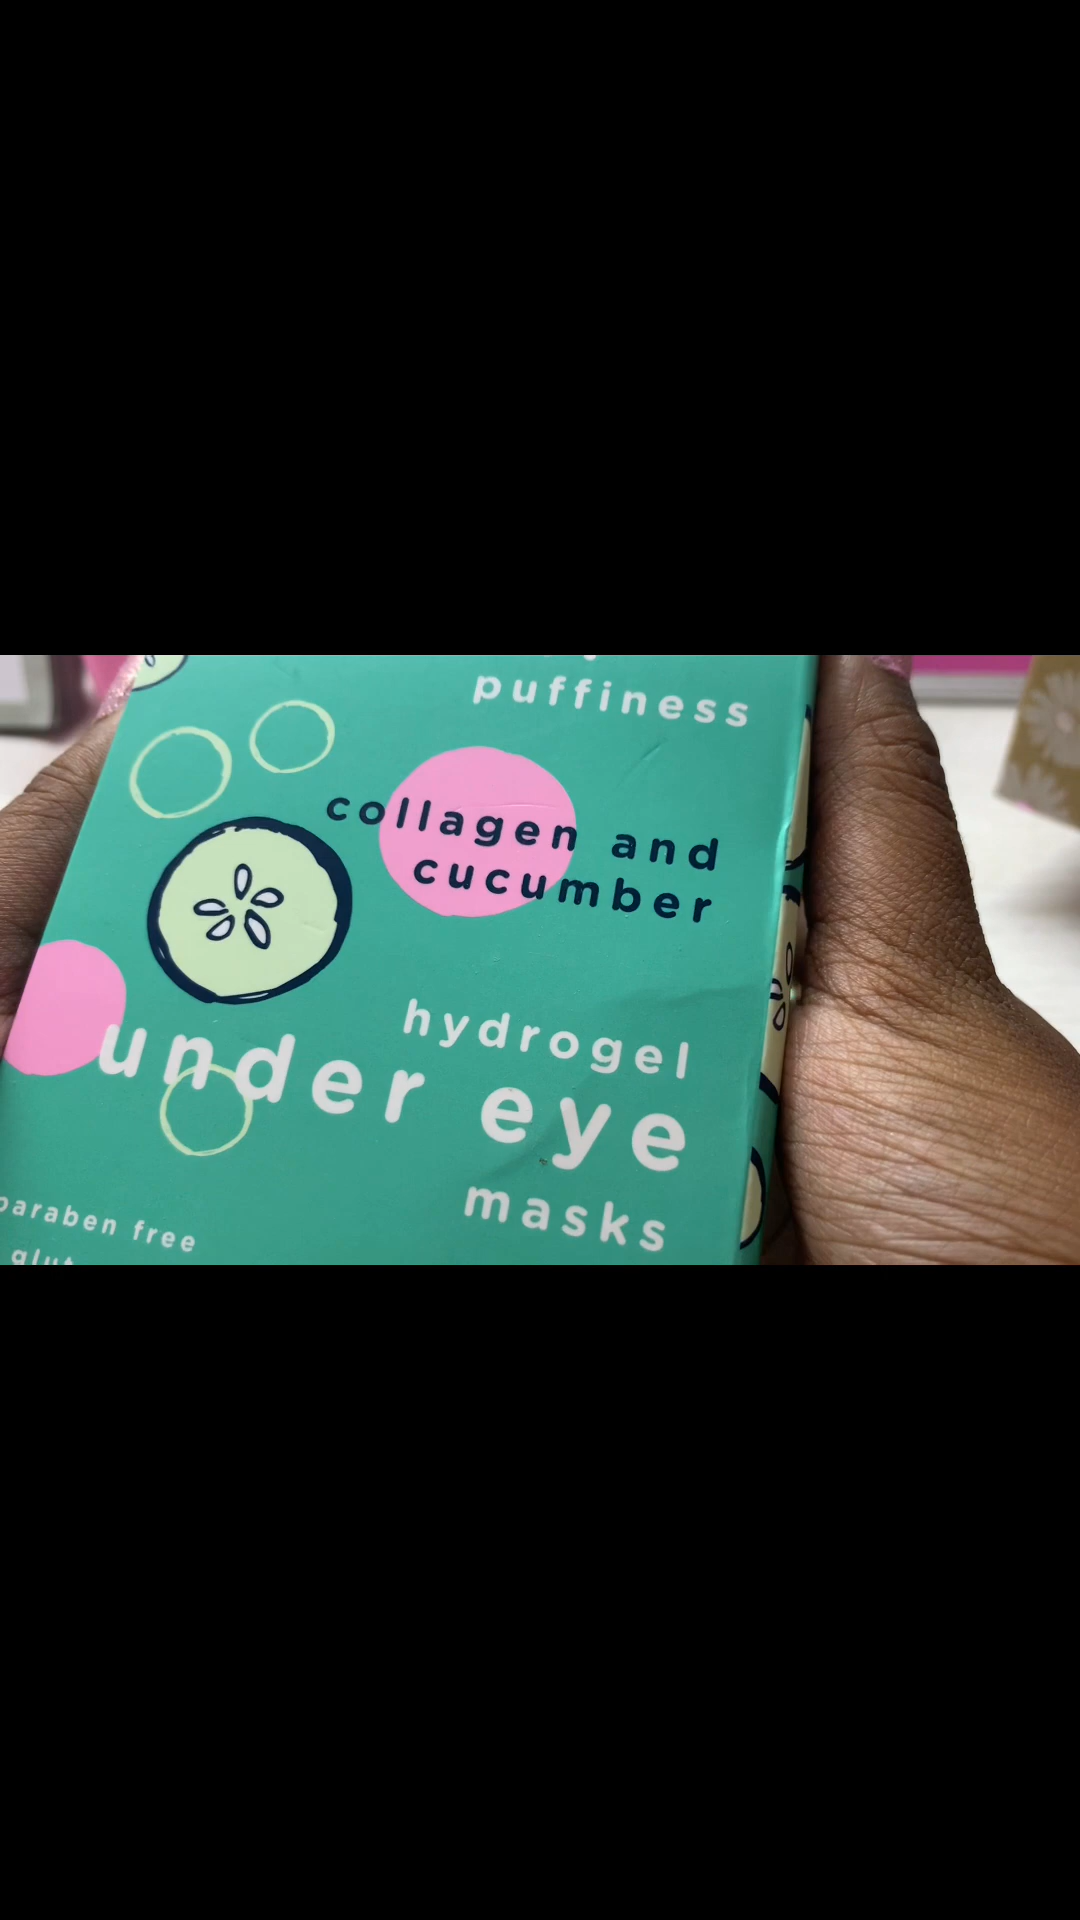 puffiness
collagen and
cucumber
hydrogel
under eye
masks
paraben free